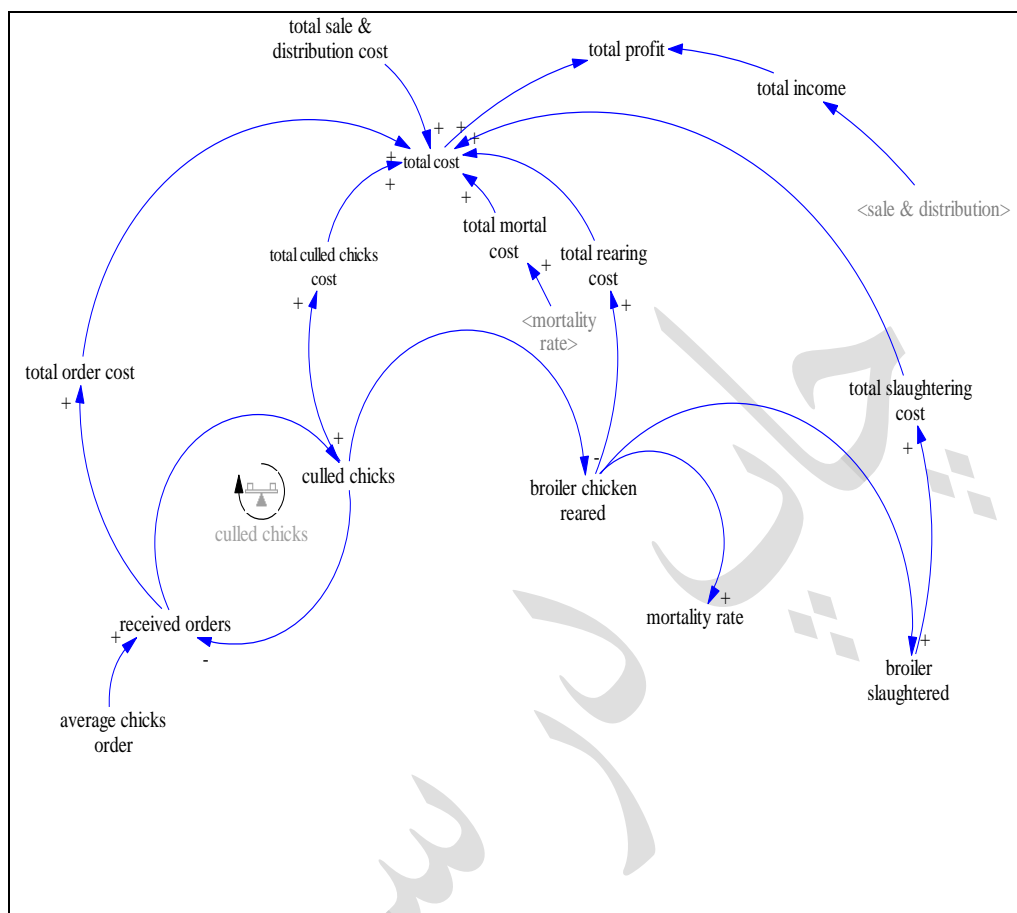 total sale &
distribution cost
total profit
total income
+
+
+
total cost
+
+
+
<sale & distribution>
total mortal
cost
total culled chicks
cost
total rearing
cost
+
+
+
<mortality
rate>
total order cost
+
total slaughtering
cost
+
+
culled chicks
-
broiler chicken
reared
culled chicks
+
mortality rate
received orders
+
-
+
broiler
slaughtered
average chicks
order